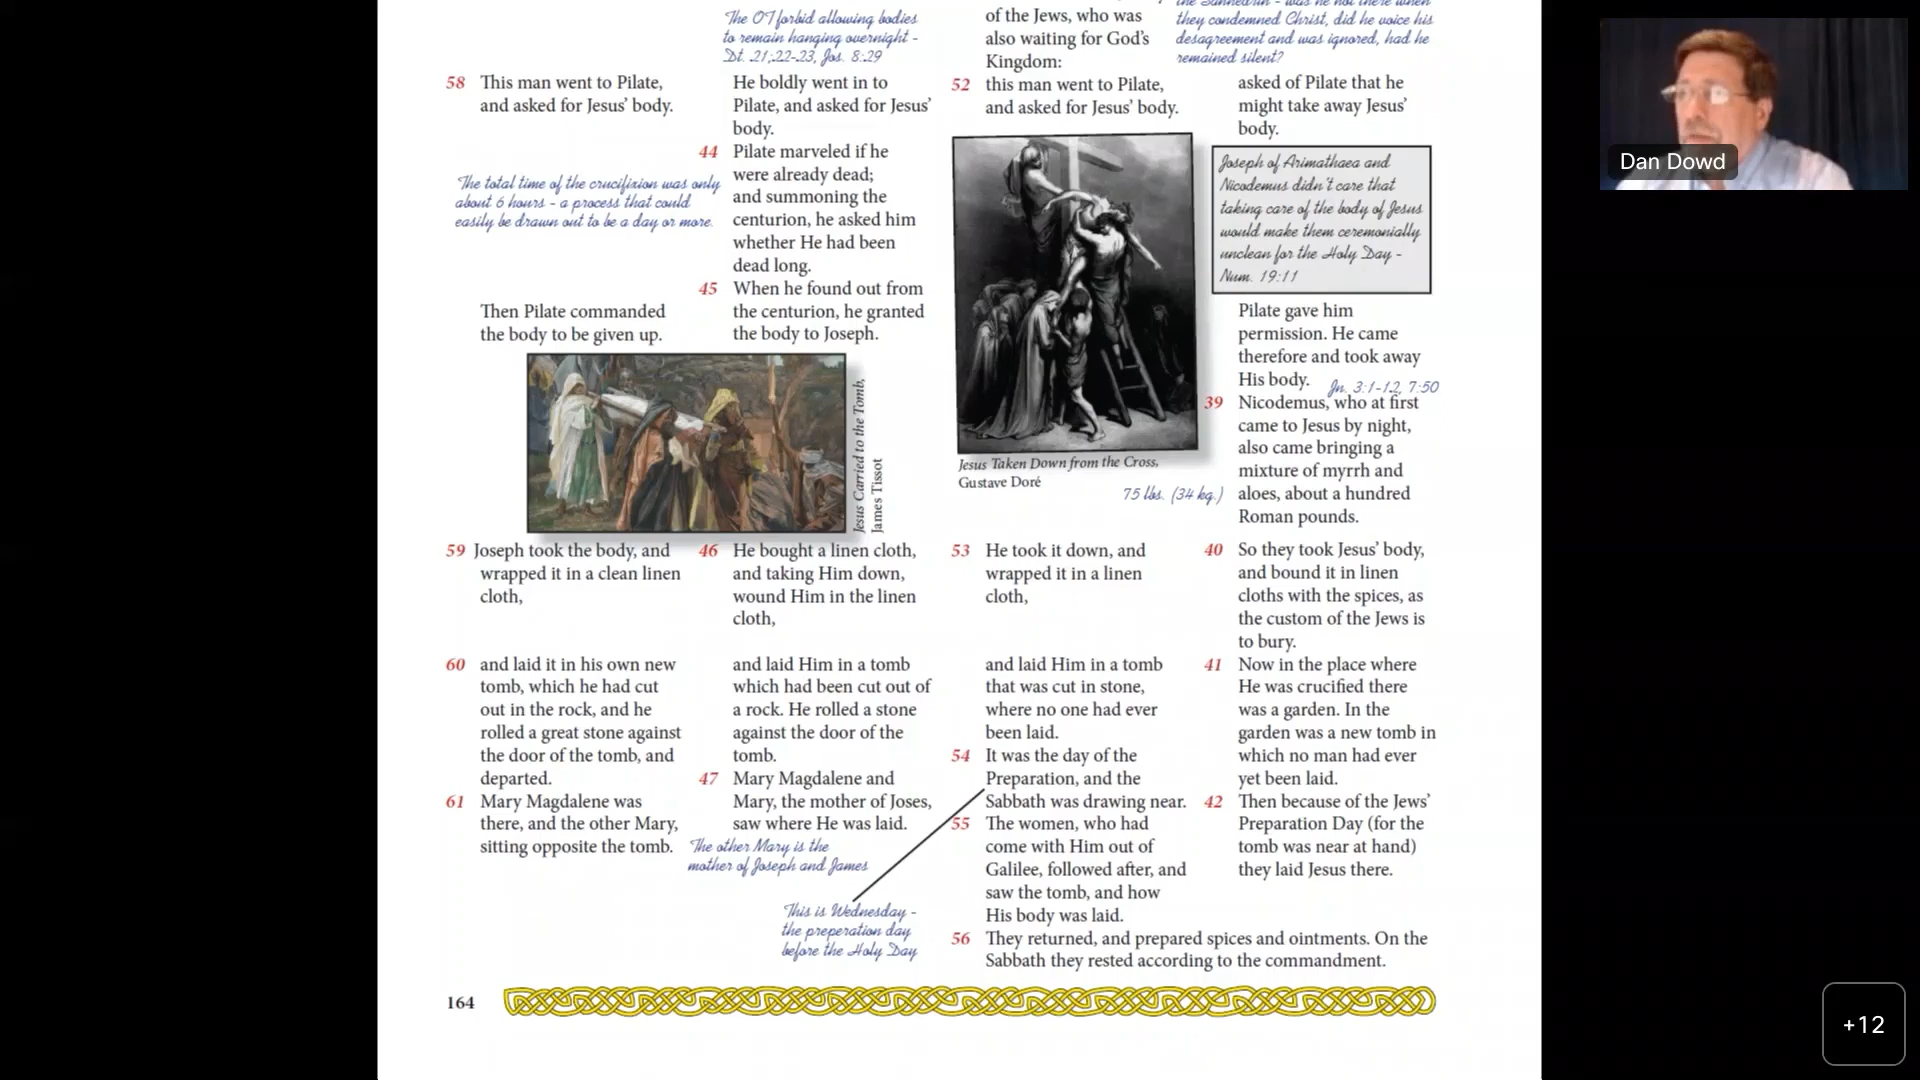 The OT forbid allowing bodies
to remain hanging overnight -
Dt. 21:22-23, Jos. 8:29
of the Jews, who was
also waiting for God's
Kingdom:
the Sanhedrin - was he not there when
they condemned Christ, did he voice his
desagreement and was ignored, had he
remained silent?
58 This man went to Pilate,
and asked for Jesus' body.
He boldly went in to
Pilate, and asked for Jesus'
body.
44 Pilate marveled if he
were already dead;
and summoning the
centurion, he asked him
whether He had been
dead long.
45 When he found out from
the centurion, he granted
the body to Joseph.
The total time of the crucifixion was only
about 6 hours - a process that could
easily be drawn out to be a day or more.
Then Pilate commanded
the body to be given up.
52 this man went to Pilate,
and asked for Jesus' body.
asked of Pilate that he
might take away Jesus'
body.
Joseph of Arimathaea and
Nicodemus didn't care that
taking care of the body of Jesus
would make them ceremonially
unclean for the Holy Day -
Num. 19:11
Pilate gave him
permission. He came
therefore and took away
His body.
Jn. 3:1-12, 7:50
39 Nicodemus, who at first
came to Jesus by night,
also came bringing a
mixture of myrrh and
aloes, about a hundred
Roman pounds.
75 lbs. (34 kg.)
Jesus Carried to the Tomb,
James Tissot
Jesus Taken Down from the Cross,
Gustave Doré
59 Joseph took the body, and
wrapped it in a clean linen
cloth,
46 He bought a linen cloth,
and taking Him down,
wound Him in the linen
cloth,
53 He took it down, and
wrapped it in a linen
cloth,
40 So they took Jesus' body,
and bound it in linen
cloths with the spices, as
the custom of the Jews is
to bury.
60 and laid it in his own new
tomb, which he had cut
out in the rock, and he
rolled a great stone against
the door of the tomb, and
departed.
61 Mary Magdalene was
there, and the other Mary,
sitting opposite the tomb.
and laid Him in a tomb
which had been cut out of
a rock. He rolled a stone
against the door of the
tomb.
47 Mary Magdalene and
Mary, the mother of Joses,
saw where He was laid.
The other Mary is the
mother of Joseph and James
This is Wednesday -
the preperation day
before the Holy Day
and laid Him in a tomb
that was cut in stone,
where no one had ever
been laid.
54 It was the day of the
Preparation, and the
Sabbath was drawing near.
55 The women, who had
come with Him out of
Galilee, followed after, and
saw the tomb, and how
His body was laid.
56 They returned, and prepared spices and ointments. On the
Sabbath they rested according to the commandment.
41 Now in the place where
He was crucified there
was a garden. In the
garden was a new tomb in
which no man had ever
yet been laid.
42 Then because of the Jews'
Preparation Day (for the
tomb was near at hand)
they laid Jesus there.
164
Dan Dowd
+12